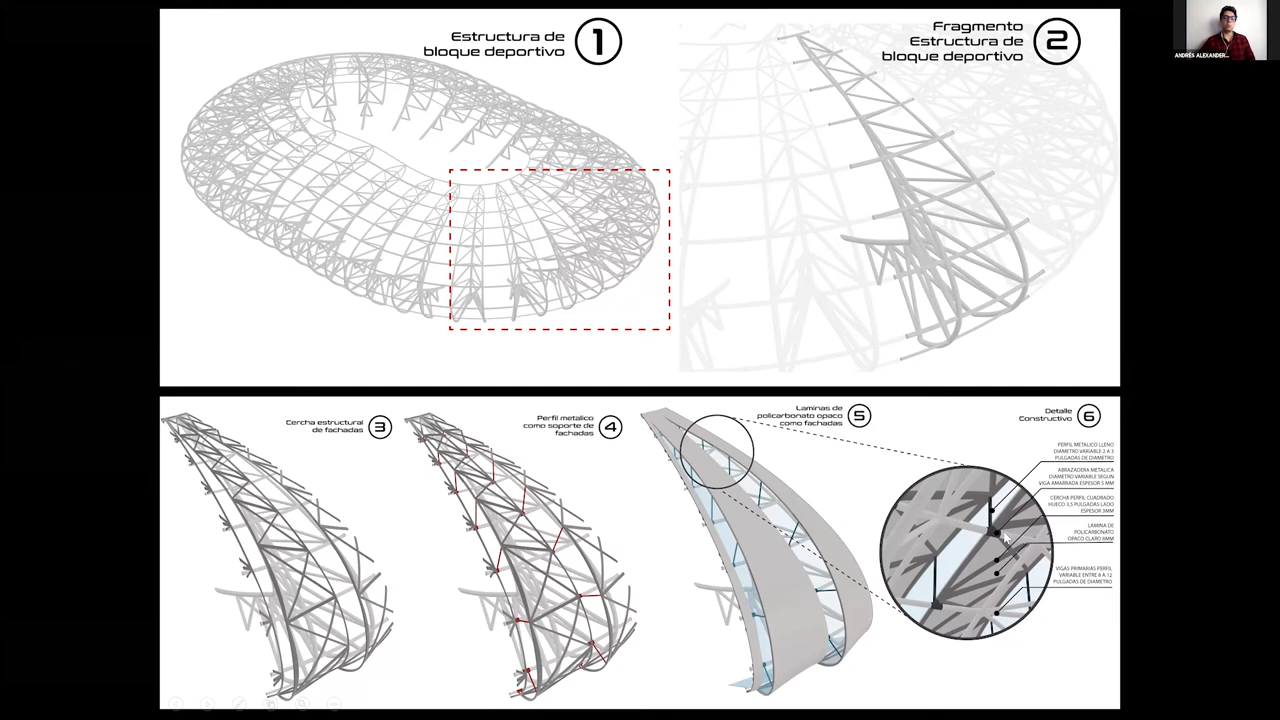 Estructura de
bloque deportivo
1
Fragmento
Estructura de
bloque deportivo
2
ANDRÉS ALEXANDER...
Cercha estructural
de fachadas
3
Perfil metalico
como soporte de
fachadas
4
Laminas de
policarbonato opaco
como fachadas
5
Detalle
Constructivo
6
PERFIL METALICO LLENO
DIAMETRO VARIABLE 2 A 3
PULGADAS DE DIAMETRO
ABRAZADERA METALICA
DIAMETRO VARIABLE SEGUN
VIGA AMARRADA ESPESOR 5 MM
CERCHA PERFIL CUADRADO
HUECO 3,5 PULGADAS LADO
ESPESOR 3MM
LAMINA DE
POLICARBONATO
OPACO CLARO 6MM
VIGAS PRIMARIAS PERFIL
VARIABLE ENTRE 8 A 12
PULGADAS DE DIAMETRO